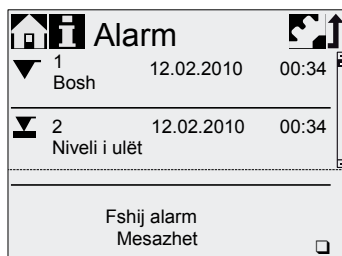 Alarm
1 12.02.2010 00:34
Bosh
2 12.02.2010 00:34
Niveli i ulët
Fshij alarm
Mesazhet